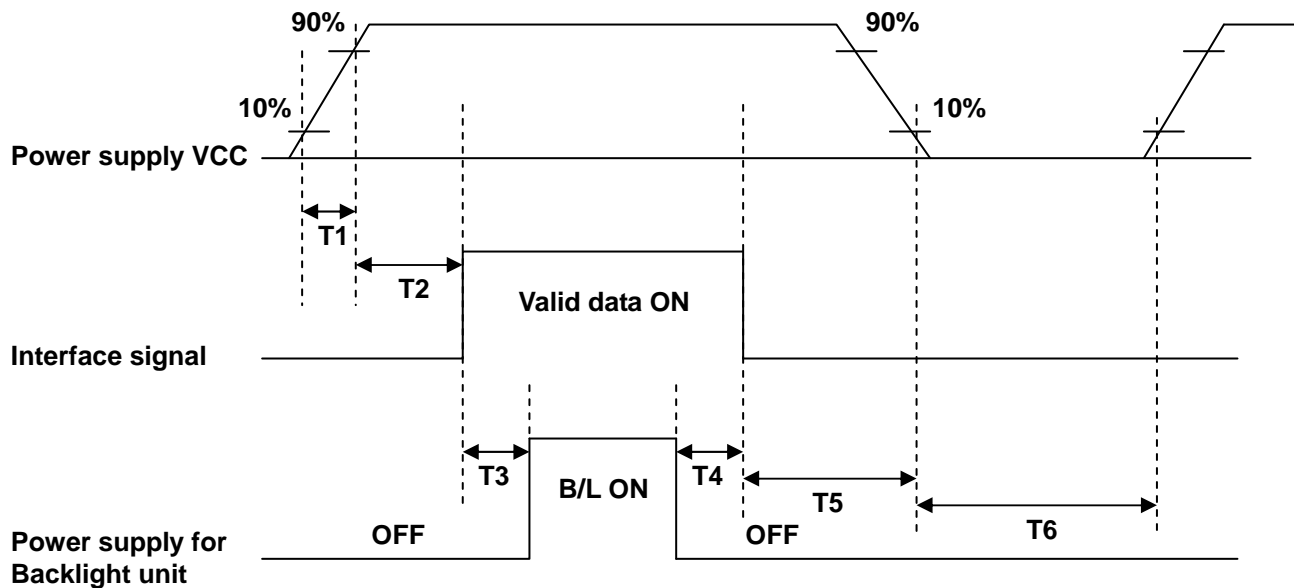 90%
90%
10%
10%
Power supply VCC
T1
T2
Valid data ON
Interface signal
T3
T4
B/L ON
T5
T6
OFF
OFF
Power supply for
Backlight unit